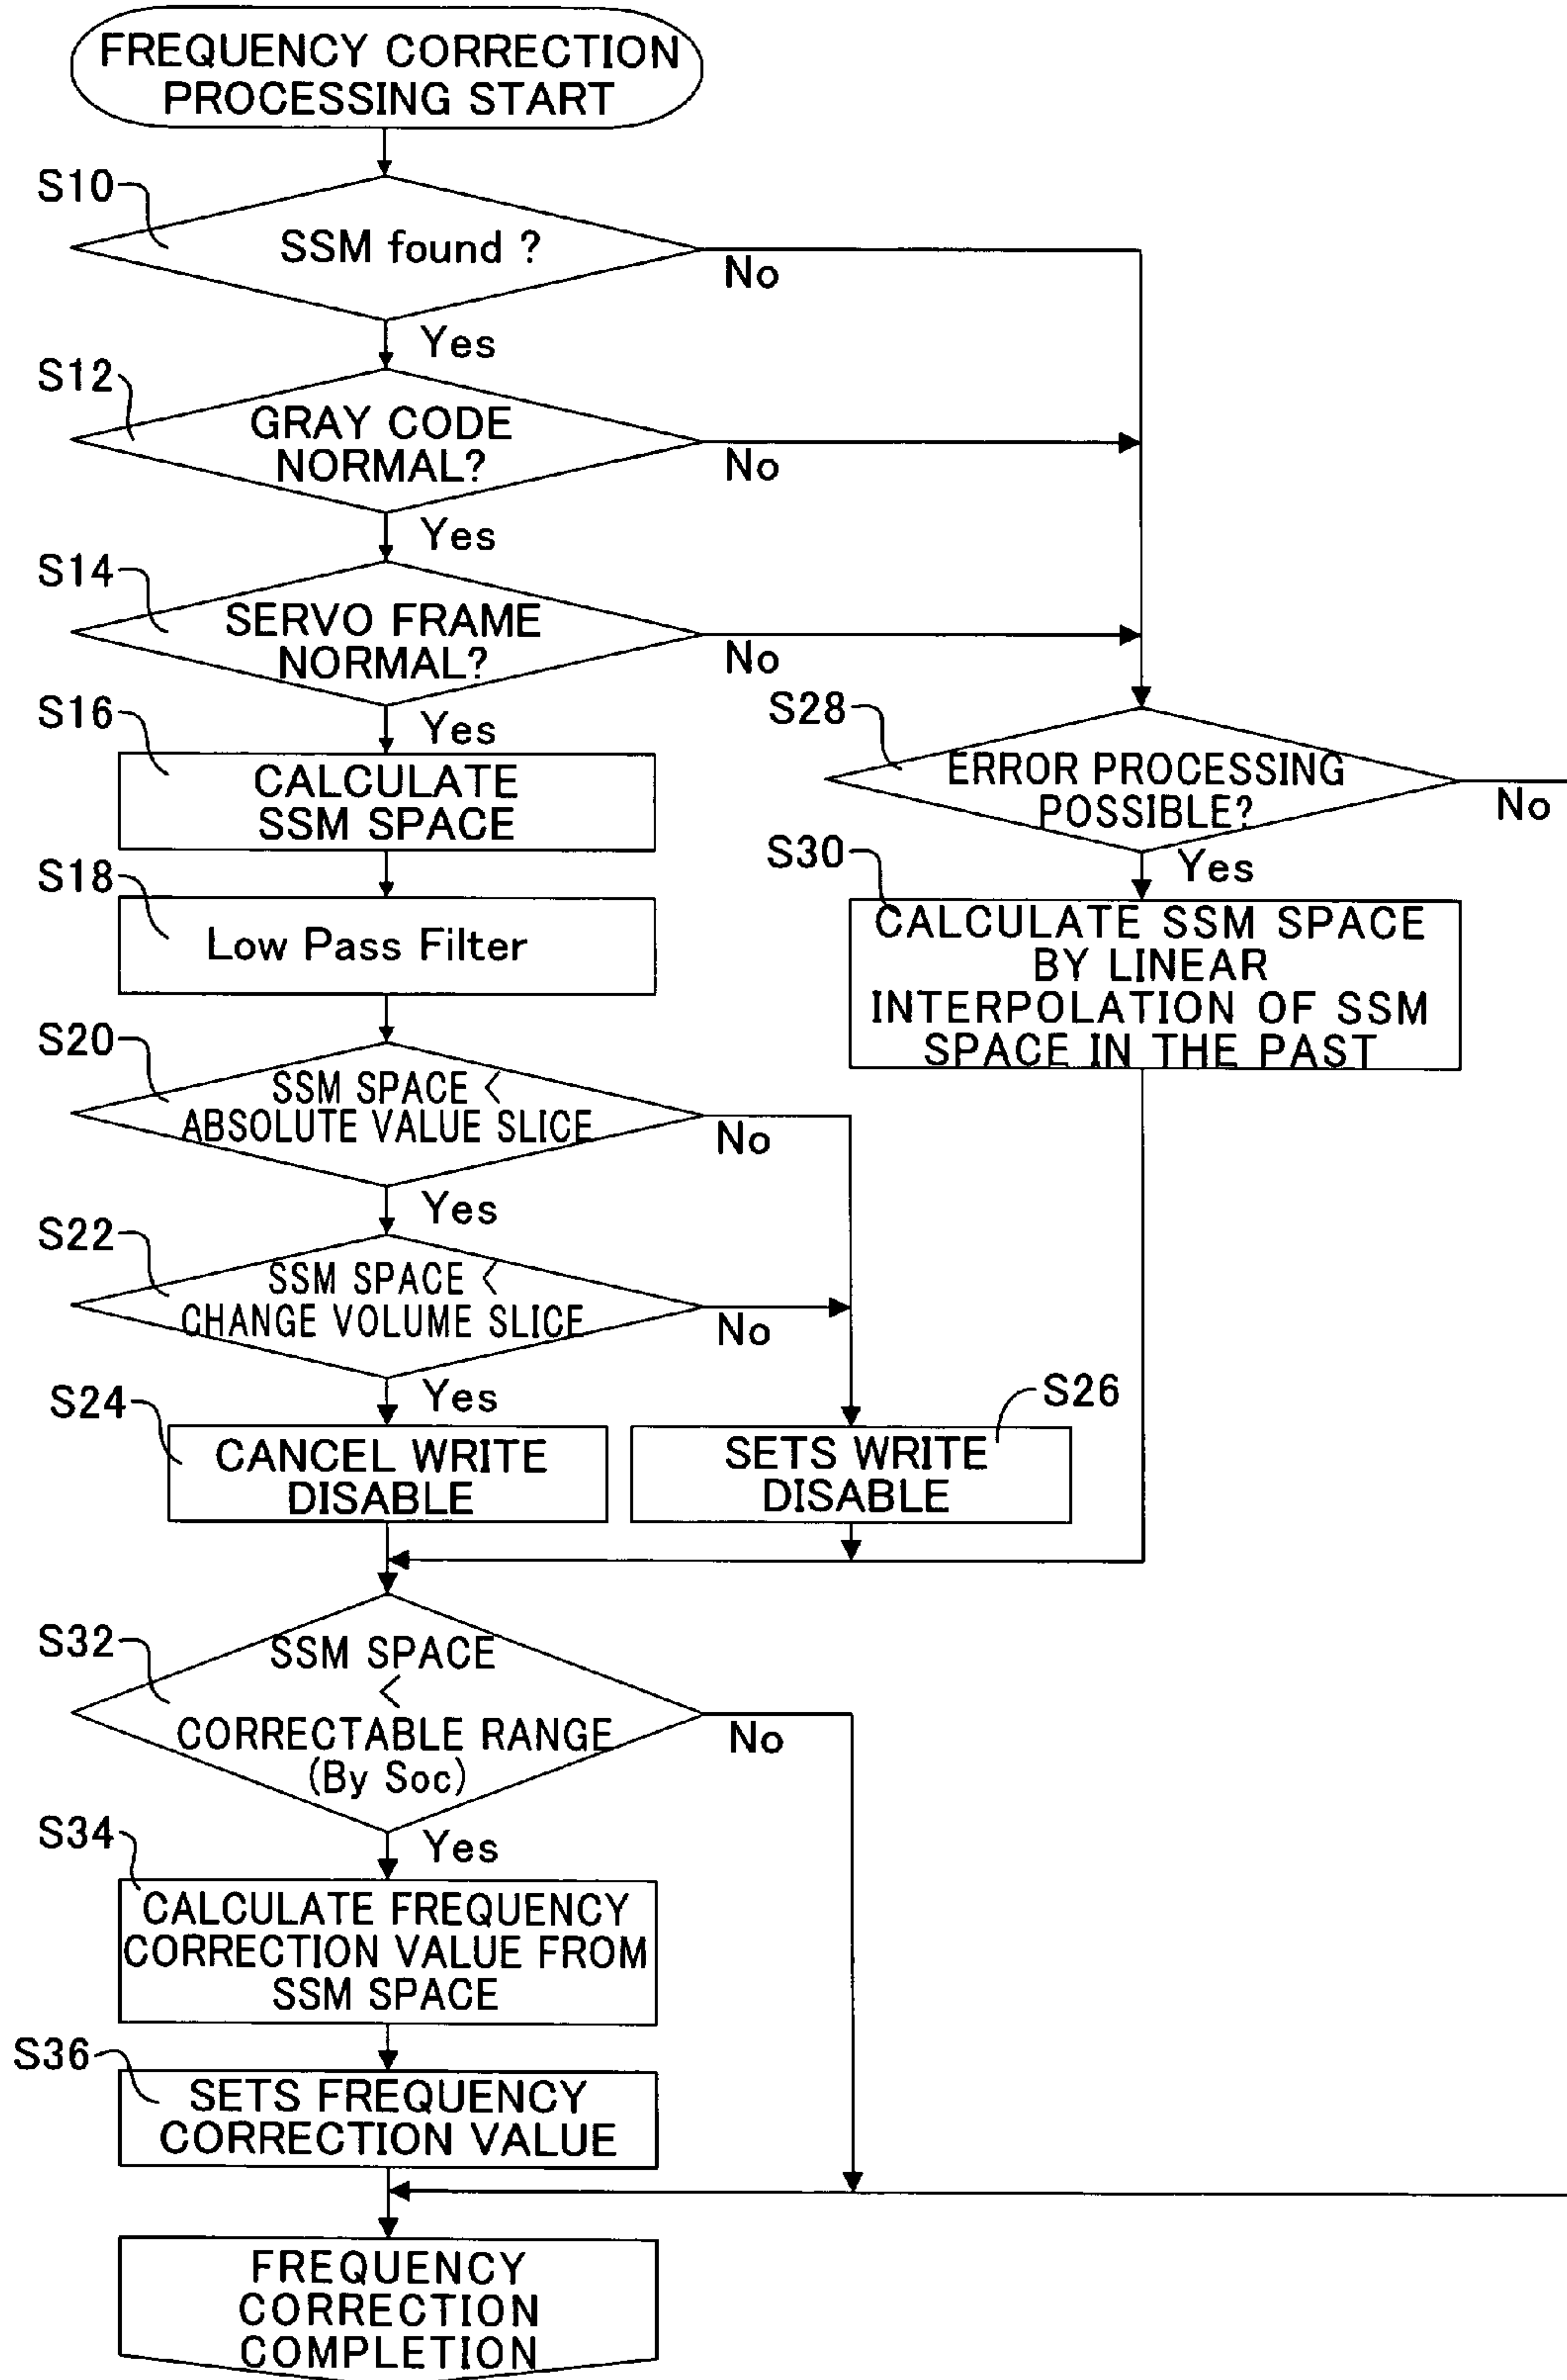 FREQUENCY CORRECTION
PROCESSING START
S10
SSM found ?
No
Yes
S12
GRAY CODE
NORMAL?
No
Yes
S14
SERVO FRAME
NORMAL?
No
Yes
S16
CALCULATE
SSM SPACE
S28
ERROR PROCESSING
POSSIBLE?
No
Yes
S18
Low Pass Filter
S30
CALCULATE SSM SPACE
BY LINEAR
INTERPOLATION OF SSM
SPACE IN THE PAST
S20
SSM SPACE <
ABSOLUTE VALUE SLICE
No
Yes
S22
SSM SPACE <
CHANGE VOLUME SLICE
No
Yes
S24
CANCEL WRITE
DISABLE
S26
SETS WRITE
DISABLE
S32
SSM SPACE
<
CORRECTABLE RANGE
(By Soc)
No
Yes
S34
CALCULATE FREQUENCY
CORRECTION VALUE FROM
SSM SPACE
S36
SETS FREQUENCY
CORRECTION VALUE
FREQUENCY
CORRECTION
COMPLETION